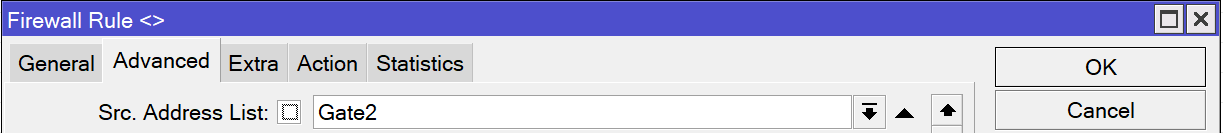 Firewall Rule <>
General Advanced Extra Action Statistics OK
Src. Address List: Gate2 Cancel